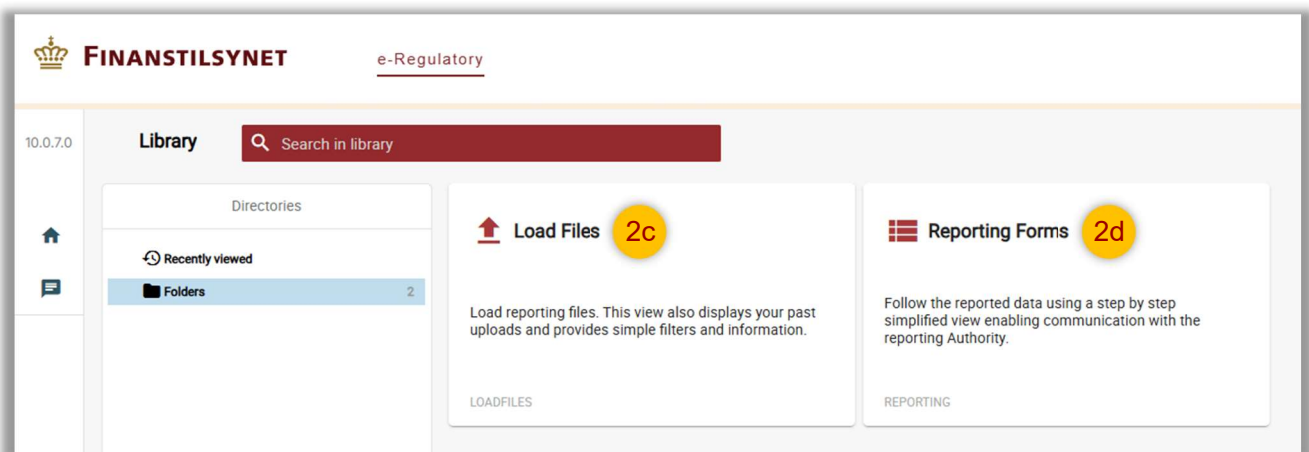 FINANSTILSYNET
e-Regulatory
10.0.7.0
Library
Search in library
Directories
Recently viewed
Folders
2
Load Files
2c
Load reporting files. This view also displays your past
uploads and provides simple filters and information.
LOADFILES
Reporting Forms
2d
Follow the reported data using a step by step
simplified view enabling communication with the
reporting Authority.
REPORTING